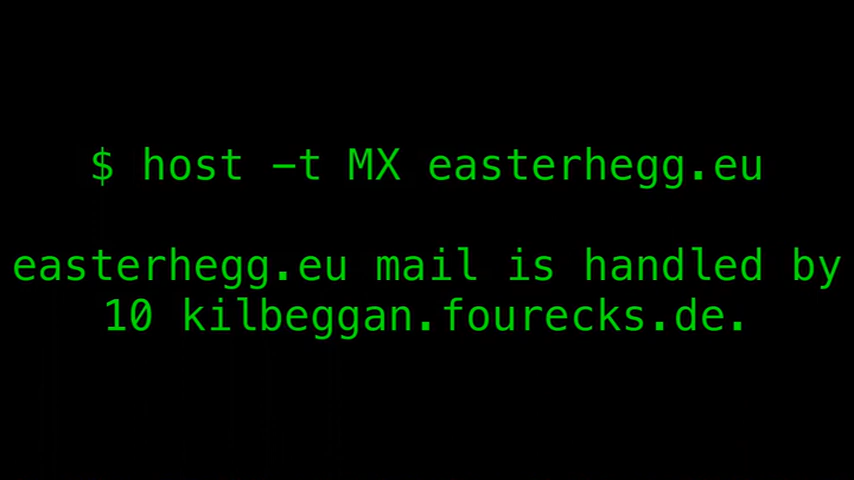 $ host -t MX easterhegg.eu
easterhegg.eu mail is handled by
10 kilbeggan.fourecks.de.